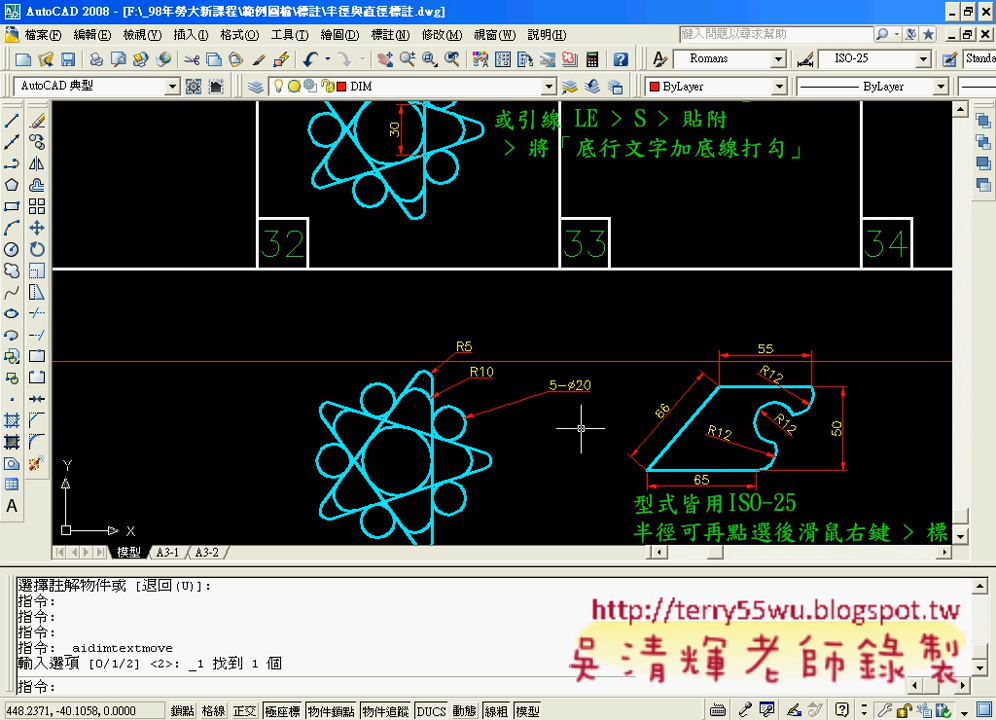 AutoCAD 2008 - [F:\_98年勞大新課程\範例圖檔\標註\半徑與直徑標註.dwg]
檔案(F) 編輯(E) 檢視(V) 插入(I) 格式(O) 工具(T) 繪圖(D) 標註(N) 修改(M) 視窗(W) 說明(H) 鍵入問題以尋求幫助
Romans ISO-25 Standa
AutoCAD 典型 DIM ByLayer ByLayer
30
或引線 LE > S > 貼附
> 將「底行文字加底線打勾」
32 33 34
R5
R10
5-ø20
55
R12
86
R12
R12
50
65
型式皆用ISO-25
半徑可再點選後滑鼠右鍵 > 標
Y
X
A
模型 A3-1 A3-2
選擇註解物件或 [退回(U)]:
指令:
指令:
指令:
指令: _aidimtextmove
輸入選項 [0/1/2] <2>: _1 找到 1 個
指令:
http://terry55wu.blogspot.tw
吳清輝老師錄製
448.2371, -40.1058, 0.0000 鎖點 格線 正交 極座標 物件鎖點 物件追蹤 DUCS 動態 線粗 模型